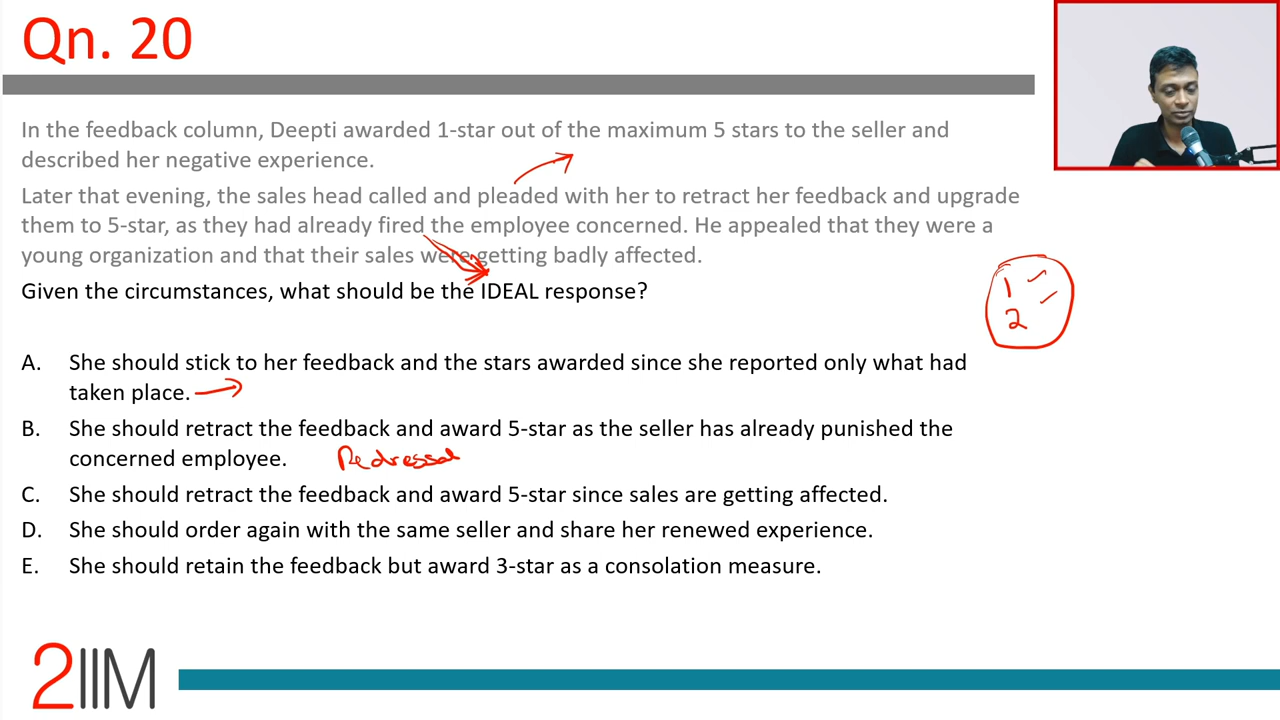 Qn. 20
In the feedback column, Deepti awarded 1-star out of the maximum 5 stars to the seller and
described her negative experience.
Later that evening, the sales head called and pleaded with her to retract her feedback and upgrade
them to 5-star, as they had already fired the employee concerned. He appealed that they were a
young organization and that their sales were getting badly affected.
Given the circumstances, what should be the IDEAL response?
1
2
A. She should stick to her feedback and the stars awarded since she reported only what had
taken place.
B. She should retract the feedback and award 5-star as the seller has already punished the
concerned employee. Redressal
C. She should retract the feedback and award 5-star since sales are getting affected.
D. She should order again with the same seller and share her renewed experience.
E. She should retain the feedback but award 3-star as a consolation measure.
2IIM